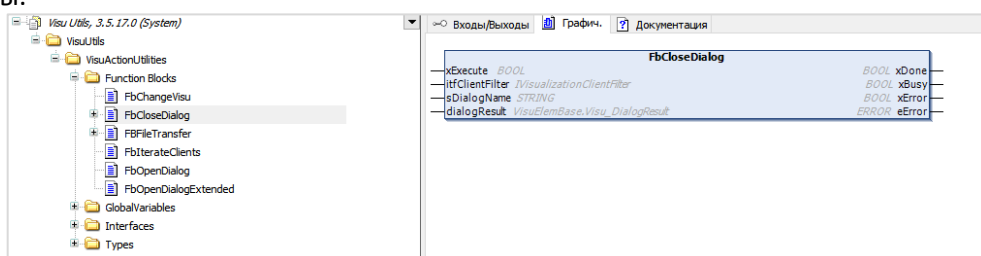 ы.
Visu Utils, 3.5.17.0 (System)
VisuUtils
VisuActionUtilities
Function Blocks
FbChangeVisu
FbCloseDialog
FBFileTransfer
FbIterateClients
FbOpenDialog
FbOpenDialogExtended
GlobalVariables
Interfaces
Types
Входы/Выходы Графич. Документация
FbCloseDialog
xExecute BOOL BOOL xDone
itfClientFilter IVisualizationClientFilter BOOL xBusy
sDialogName STRING BOOL xError
dialogResult VisuElemBase.Visu_DialogResult ERROR eError